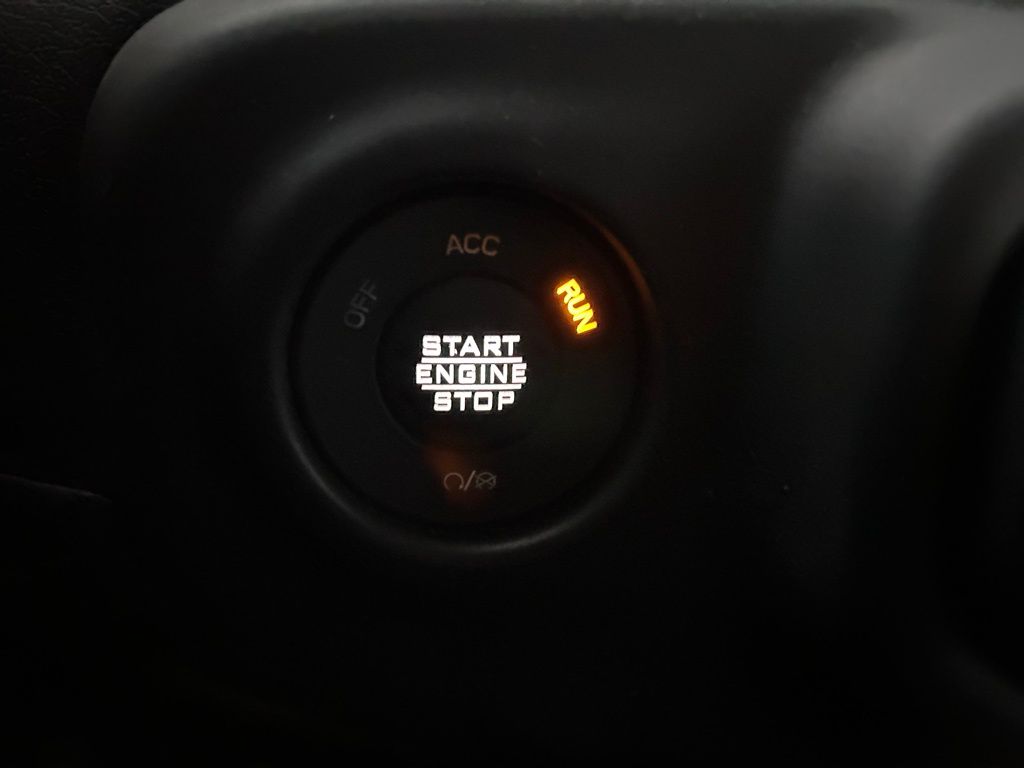 ACC
OFF
RUN
START
ENGINE
STOP